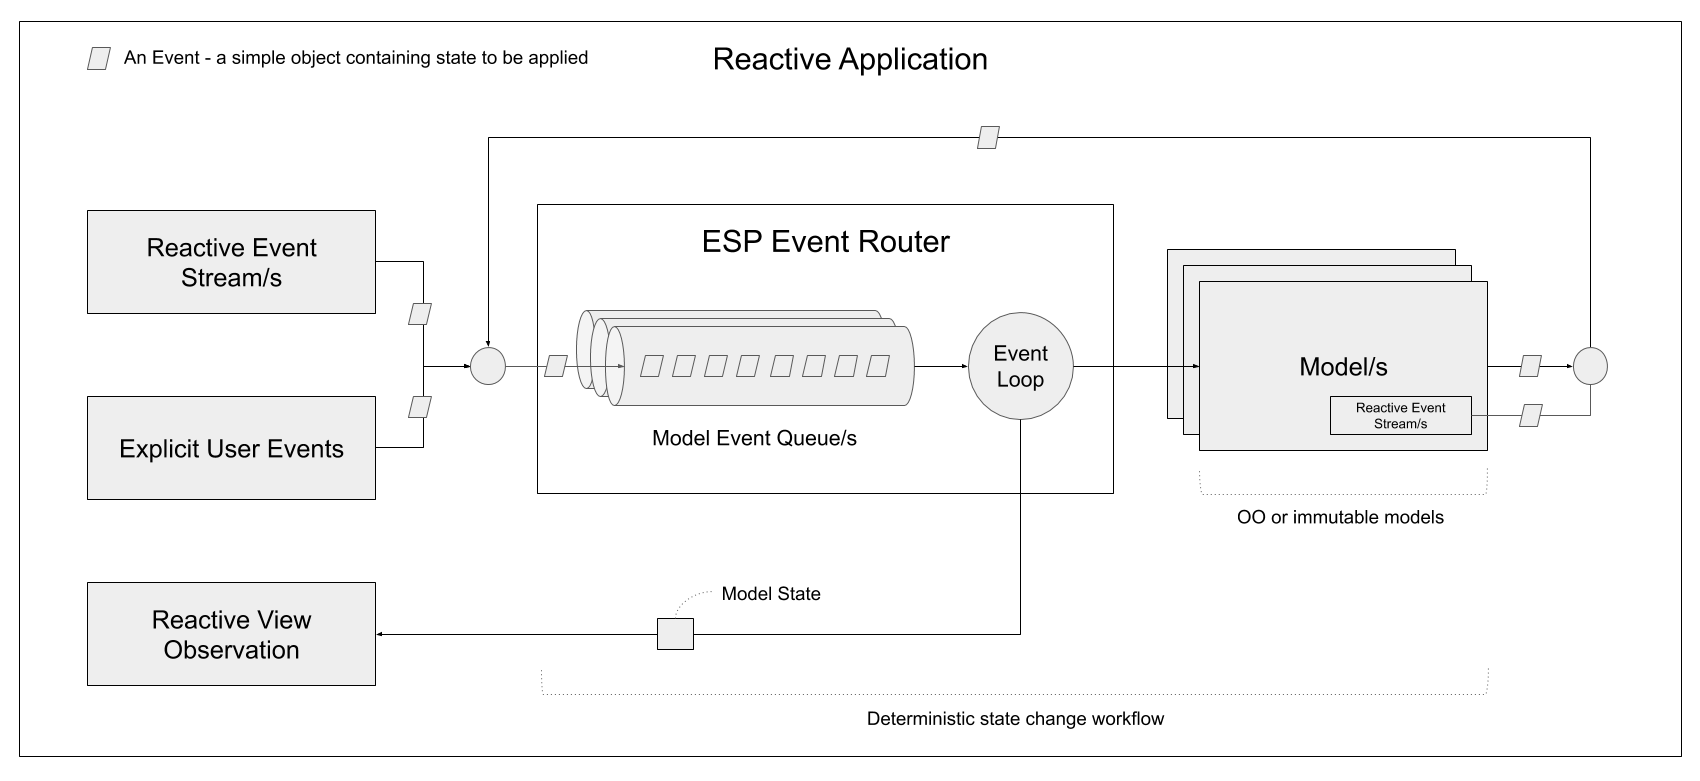 An Event - a simple object containing state to be applied
Reactive Application
Reactive Event
Stream/s
Explicit User Events
ESP Event Router
Event
Loop
Model Event Queue/s
Model/s
Reactive Event
Stream/s
OO or immutable models
Model State
Reactive View
Observation
Deterministic state change workflow